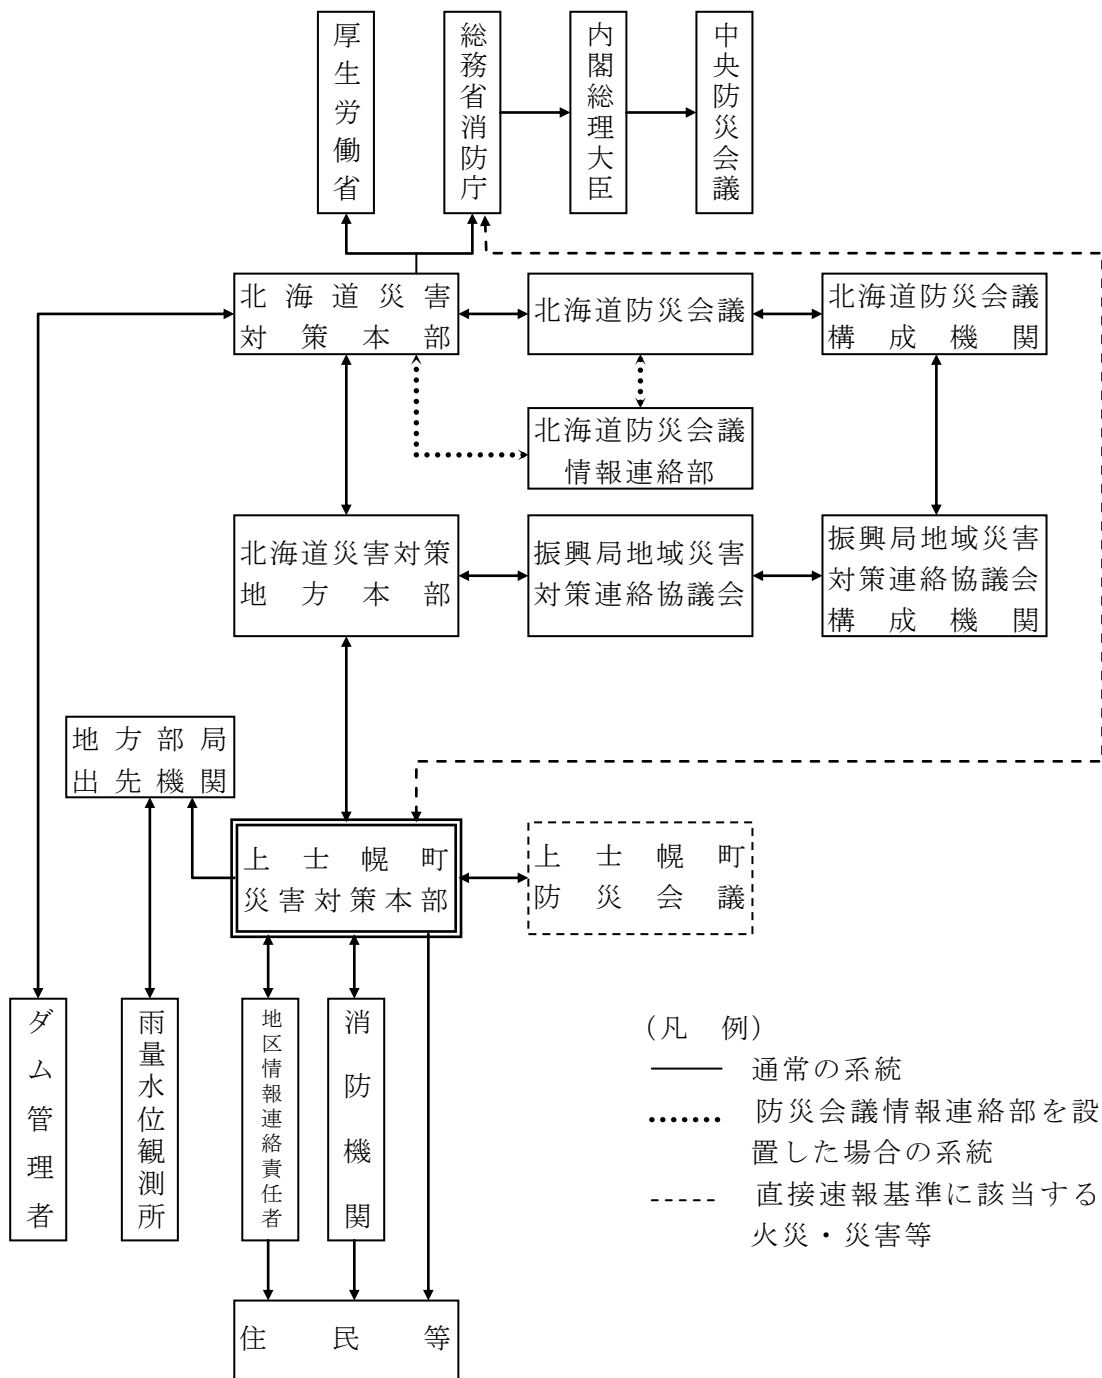 厚生労働省
総務省消防庁
内閣総理大臣
中央防災会議
北海道災害
対策本部
北海道防災会議
北海道防災会議
構成機関
北海道防災会議
情報連絡部
北海道災害対策
地方本部
振興局地域災害
対策連絡協議会
振興局地域災害
対策連絡協議会
構成機関
地方部局
出先機関
上士幌町
災害対策本部
上士幌町
防災会議
ダム管理者
雨量水位観測所
地区情報連絡責任者
消防機関
住民等
（凡　例）
通常の系統
防災会議情報連絡部を設
置した場合の系統
直接速報基準に該当する
火災・災害等